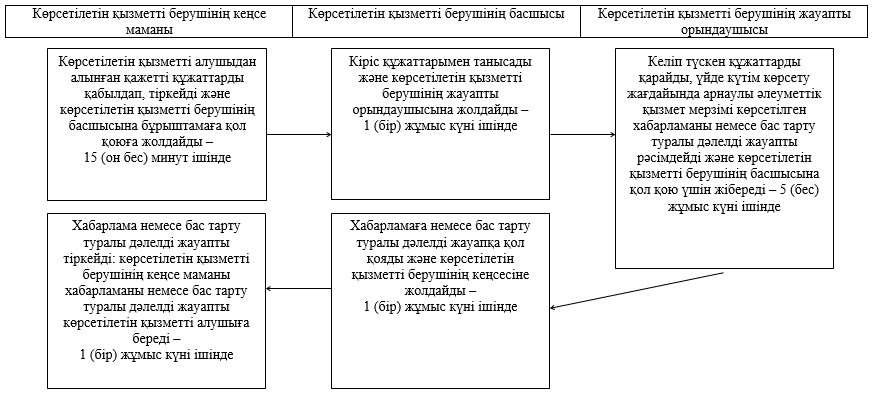 Көрсетілетін қызметті берушінің кеңсе
маманы
Көрсетілетін қызметті берушінің басшысы
Көрсетілетін қызметті берушінің жауапты
орындаушысы
Көрсетілетін қызметті алушыдан
алынған қажетті құжаттарды
қабылдап, тіркейді және
көрсетілетін қызметті берушінің
басшысына бұрыштамаға қол
қоюға жолдайды –
15 (он бес) минут ішінде
Кіріс құжаттарымен танысады
және көрсетілетін қызметті
берушінің жауапты
орындаушысына жолдайды –
1 (бір) жұмыс күні ішінде
Келіп түскен құжаттарды
қарайды, үйде күтім көрсету
жағдайында арнаулы әлеуметтік
қызмет мерзімі көрсетілген
хабарламаны немесе бас тарту
туралы дәлелді жауапты
рәсімдейді және көрсетілетін
қызметті берушінің басшысына
қол қою үшін жібереді – 5 (бес)
жұмыс күні ішінде
Хабарламаға немесе бас тарту
туралы дәлелді жауапқа қол
қояды және көрсетілетін
қызметті берушінің кеңсесіне
жолдайды –
1 (бір) жұмыс күні ішінде
Хабарлама немесе бас тарту
туралы дәлелді жауапты
тіркейді: көрсетілетін қызметті
берушінің кеңсе маманы
хабарламаны немесе бас тарту
туралы дәлелді жауапты
көрсетілетін қызметті алушыға
береді –
1 (бір) жұмыс күні ішінде